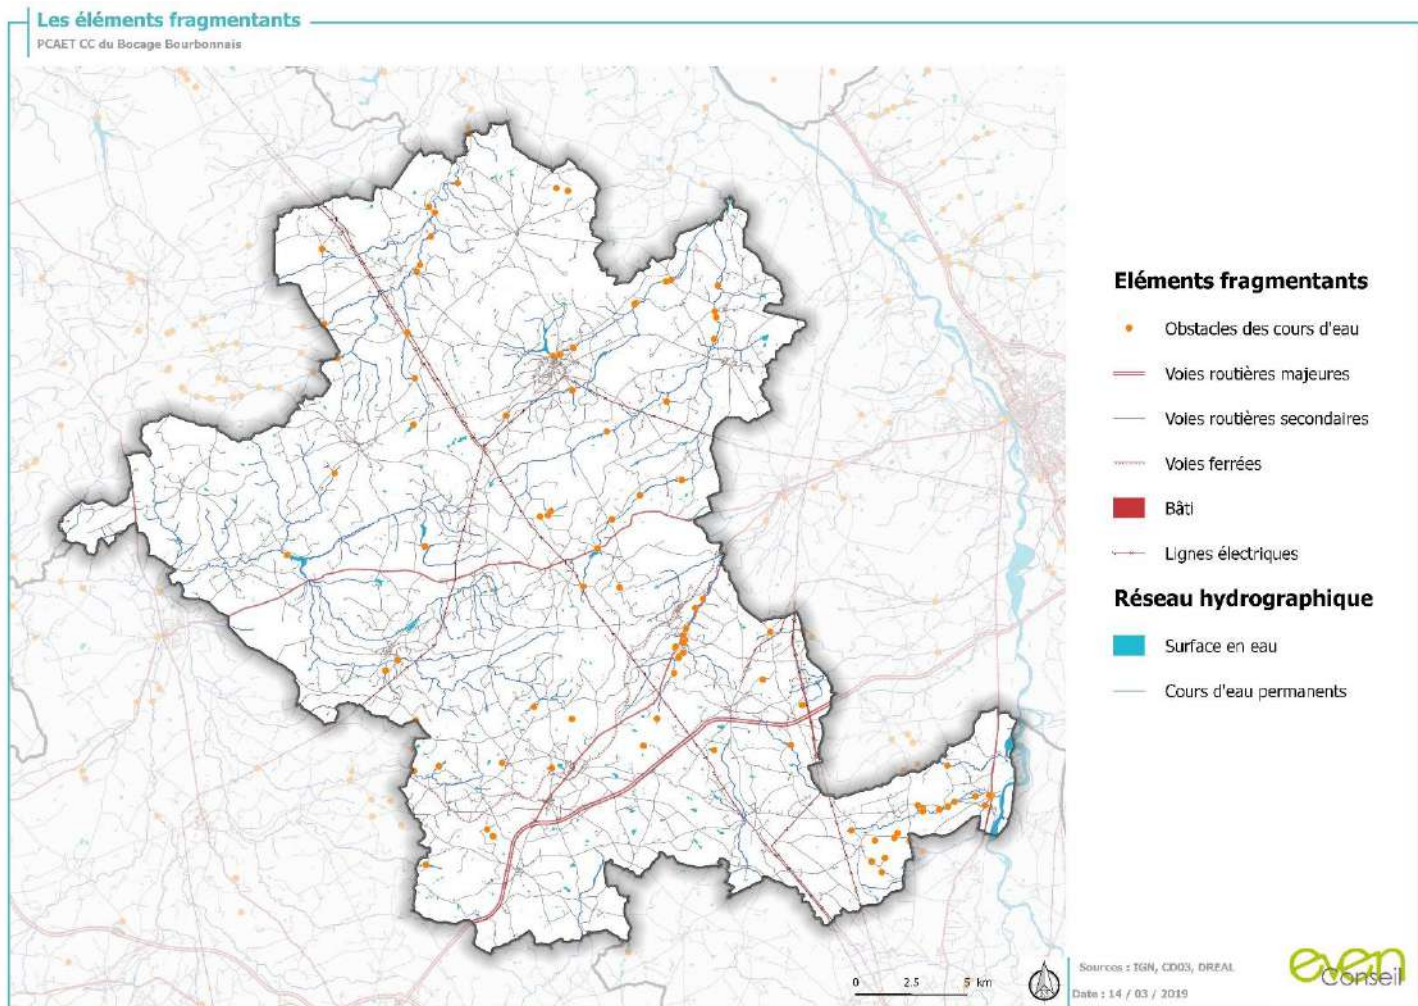 Les éléments fragmentants
PCAET CC du Bocage Bourbonnais
Eléments fragmentants
Obstacles des cours d'eau
Voies routières majeures
Voies routières secondaires
Voies ferrées
Bâti
Lignes électriques
Réseau hydrographique
Surface en eau
Cours d'eau permanents
0 2.5 5 km
Sources : IGN, CD03, DREAL
Date : 14 / 03 / 2019
even
Conseil